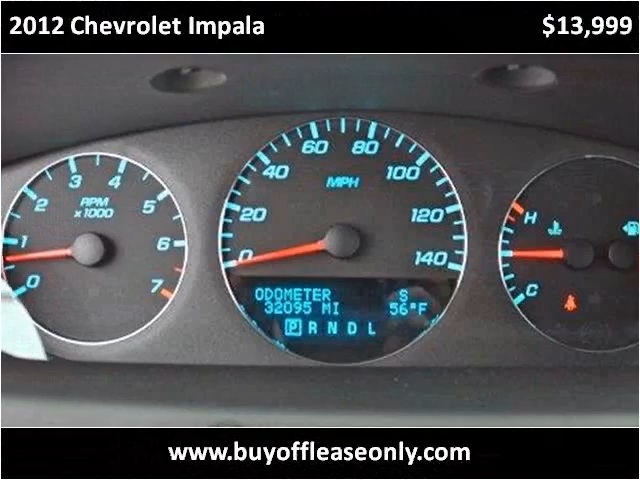 2012 Chevrolet Impala $13,999
0 1 2 3 4 5 6 7
RPM
x1000
0 20 40 60 80 100 120 140
MPH
H
C
ODOMETER S
32095 MI 56°F
P R N D L
www.buyoffleaseonly.com